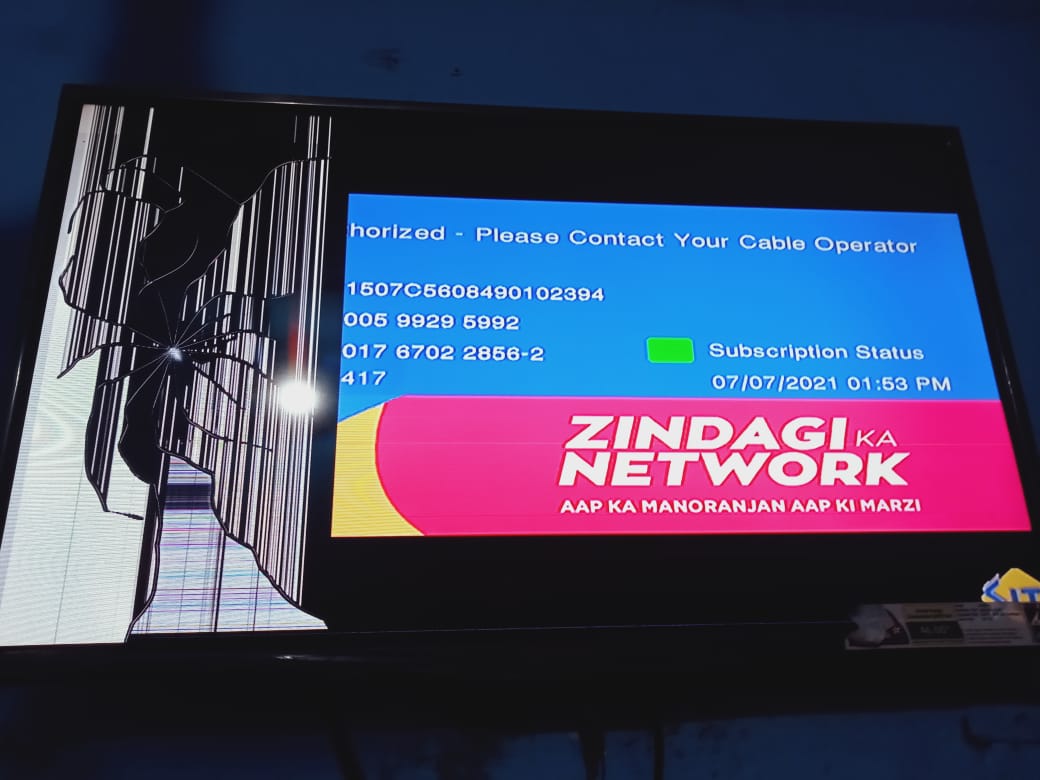 horized - Please Contact Your Cable Operator
1507C5608490102394
005 9929 5992
017 6702 2856-2
417
Subscription Status
07/07/2021 01:53 PM
ZINDAGI KA
NETWORK
AAP KA MANORANJAN AAP KI MARZI